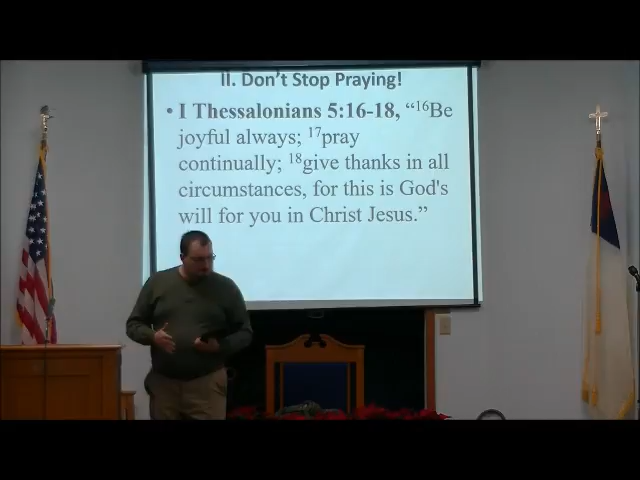 II. Don't Stop Praying!
• I Thessalonians 5:16-18, “16Be
joyful always; 17pray
continually; 18give thanks in all
circumstances, for this is God's
will for you in Christ Jesus.”